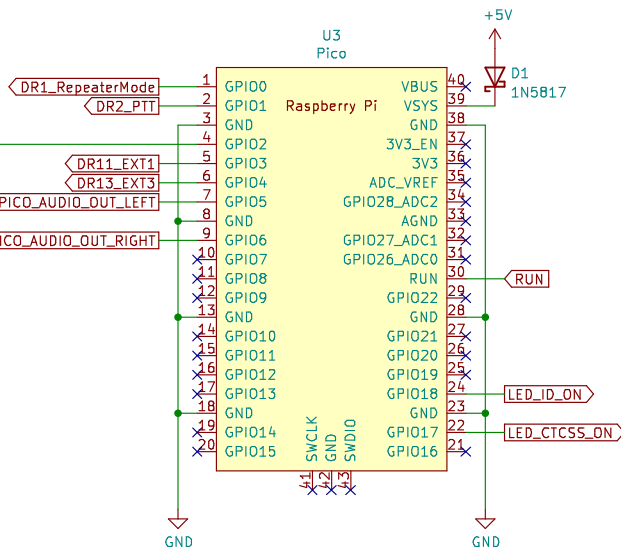 +5V
U3
Pico
D1
1N5817
Raspberry Pi
DR1_RepeaterMode 1 GPIO0
DR2_PTT 2 GPIO1
3 GND
4 GPIO2
DR11_EXT1 5 GPIO3
DR13_EXT3 6 GPIO4
PICO_AUDIO_OUT_LEFT 7 GPIO5
8 GND
ICO_AUDIO_OUT_RIGHT 9 GPIO6
10 GPIO7
11 GPIO8
12 GPIO9
13 GND
14 GPIO10
15 GPIO11
16 GPIO12
17 GPIO13
18 GND
19 GPIO14
20 GPIO15
VBUS 40
VSYS 39
GND 38
3V3_EN 37
3V3 36
ADC_VREF 35
GPIO28_ADC2 34
AGND 33
GPIO27_ADC1 32
GPIO26_ADC0 31
RUN 30 RUN
GPIO22 29
GND 28
GPIO21 27
GPIO20 26
GPIO19 25
GPIO18 24 LED_ID_ON
GND 23
GPIO17 22 LED_CTCSS_ON
GPIO16 21
SWCLK 41
GND 42
SWDIO 43
GND
GND